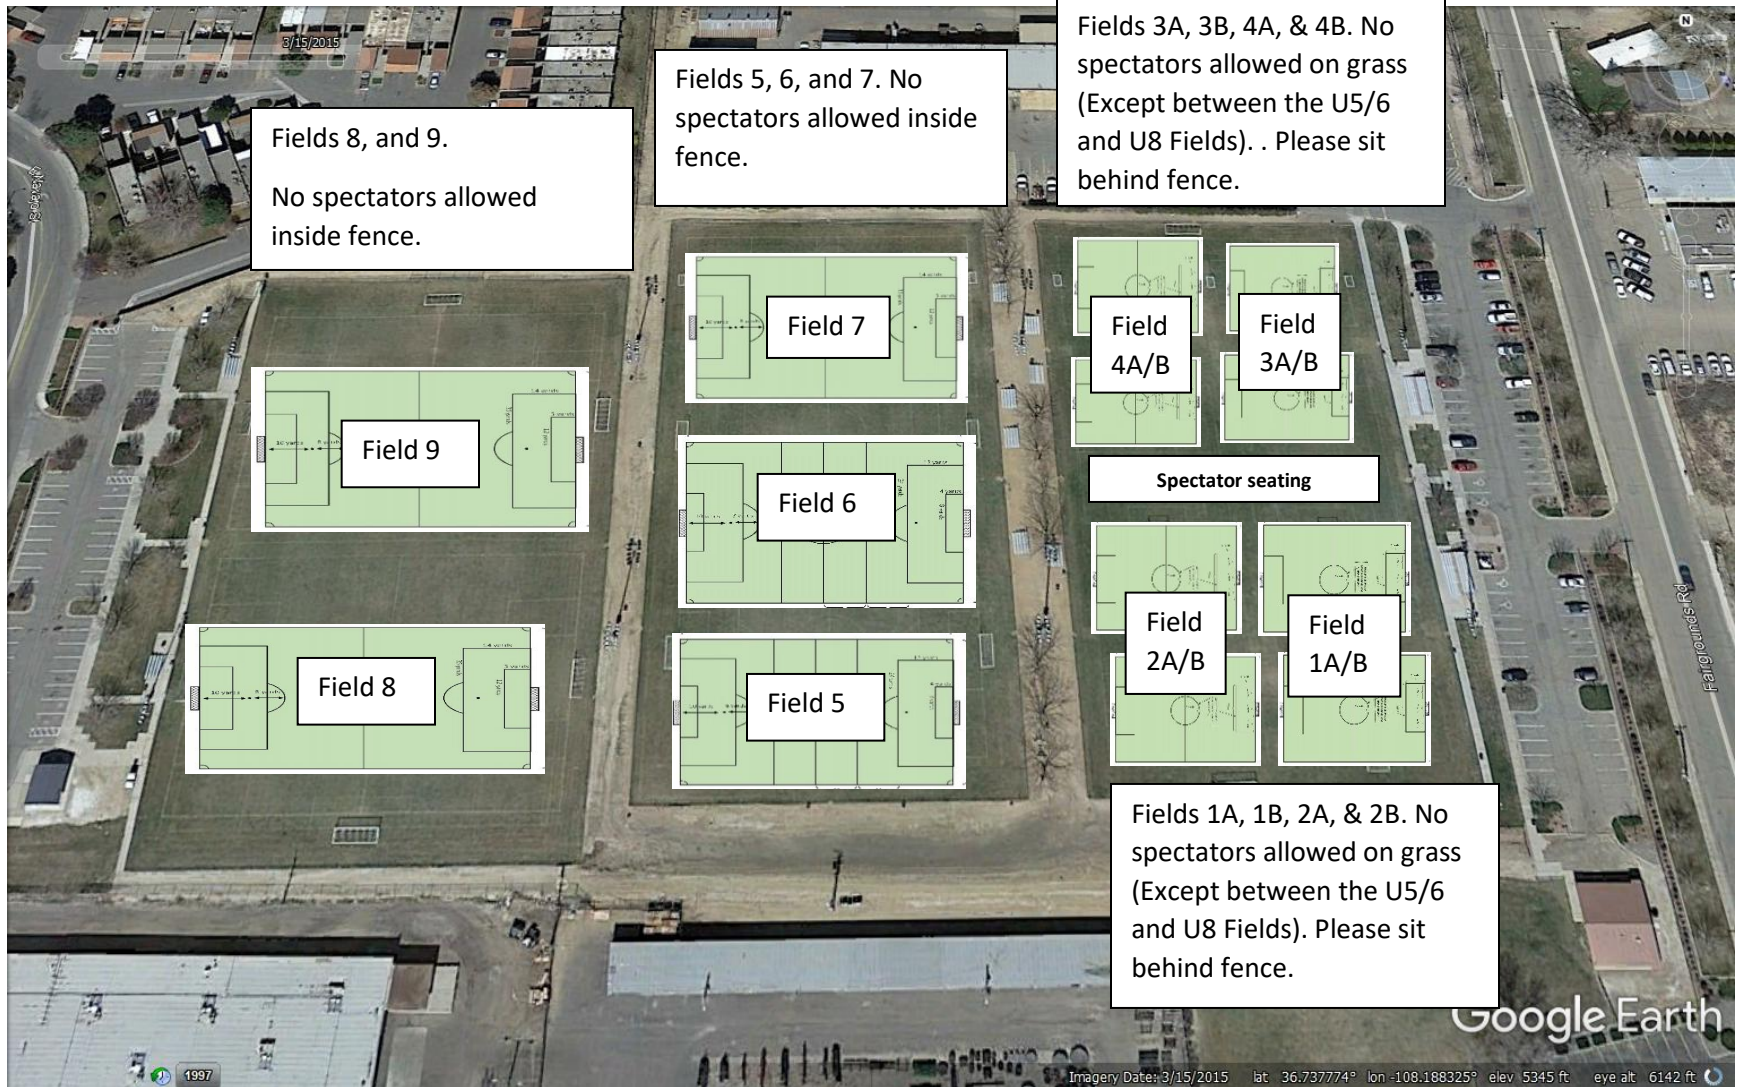 3/15/2015
N
Fields 8, and 9.
No spectators allowed
inside fence.
Fields 5, 6, and 7. No
spectators allowed inside
fence.
Fields 3A, 3B, 4A, & 4B. No
spectators allowed on grass
(Except between the U5/6
and U8 Fields). . Please sit
behind fence.
Field 9
Field 8
Field 7
Field 6
Field 5
Field
4A/B
Field
3A/B
Spectator seating
Field
2A/B
Field
1A/B
Fairgrounds Rd
Fields 1A, 1B, 2A, & 2B. No
spectators allowed on grass
(Except between the U5/6
and U8 Fields). Please sit
behind fence.
Google Earth
1997
Imagery Date: 3/15/2015 lat 36.737774° lon -108.188325° elev 5345 ft eye alt 6142 ft